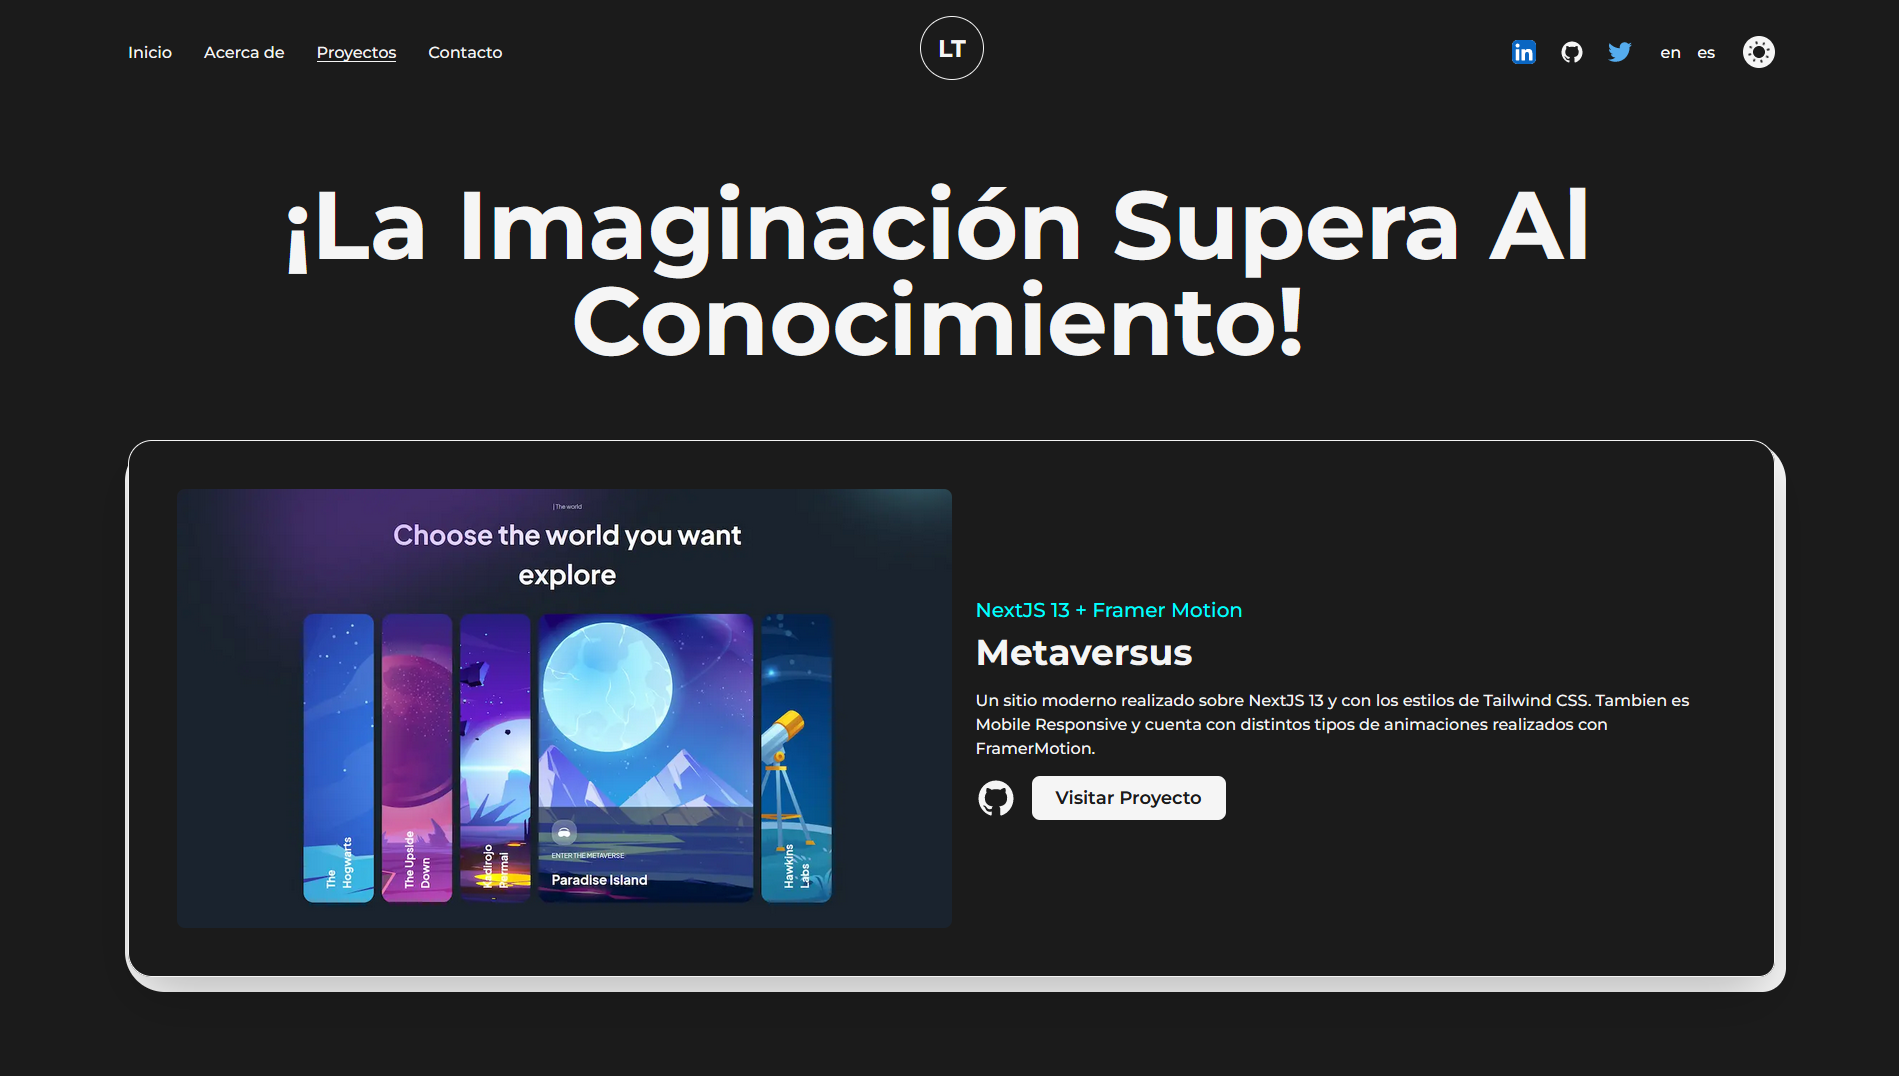 Inicio Acerca de Proyectos Contacto
LT
en es
¡La Imaginación Supera Al
Conocimiento!
| The world
Choose the world you want
explore
The
Hogwarts
The Upside
Down
Kadirojo
Permai
ENTER THE METAVERSE
Paradise Island
Hawkins
Labs
NextJS 13 + Framer Motion
Metaversus
Un sitio moderno realizado sobre NextJS 13 y con los estilos de Tailwind CSS. Tambien es
Mobile Responsive y cuenta con distintos tipos de animaciones realizados con
FramerMotion.
Visitar Proyecto